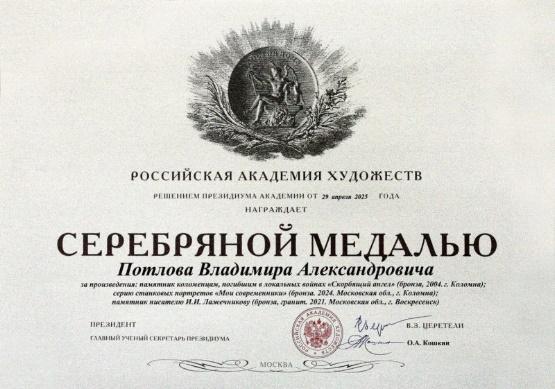 РОССИЙСКАЯ АКАДЕМИЯ ХУДОЖЕСТВ
РЕШЕНИЕМ ПРЕЗИДИУМА АКАДЕМИИ ОТ 29 апреля 2025 ГОДА
НАГРАЖДАЕТ
СЕРЕБРЯНОЙ МЕДАЛЬЮ
Потлова Владимира Александровича
за произведения: памятник коломенцам, погибшим в локальных войнах «Скорбящий ангел» (бронза, 2004. г. Коломна);
серию станковых портретов «Мои современники» (бронза. 2024. Московская обл., г. Коломна);
памятник писателю И.И. Лажечникову (бронза, гранит. 2021. Московская обл., г. Воскресенск)
ПРЕЗИДЕНТ
В.З. ЦЕРЕТЕЛИ
ГЛАВНЫЙ УЧЕНЫЙ СЕКРЕТАРЬ ПРЕЗИДИУМА
О.А. Кошкин
МОСКВА